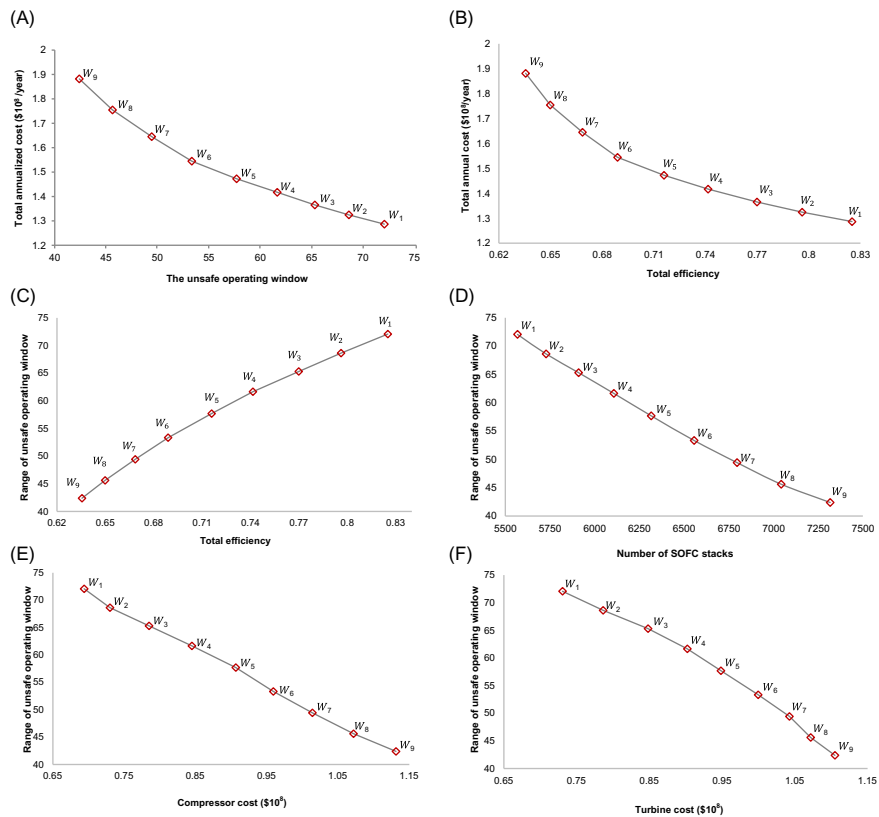 (A)
Total annualized cost ($10⁸ /year)
2
1.9
1.8
1.7
1.6
1.5
1.4
1.3
1.2
W₉
W₈
W₇
W₆
W₅
W₄
W₃
W₂
W₁
40 45 50 55 60 65 70 75
The unsafe operating window
(B)
Total annual cost ($10⁸/year)
2
1.9
1.8
1.7
1.6
1.5
1.4
1.3
1.2
W₉
W₈
W₇
W₆
W₅
W₄
W₃
W₂
W₁
0.62 0.65 0.68 0.71 0.74 0.77 0.8 0.83
Total efficiency
(C)
Range of unsafe operating window
75
70
65
60
55
50
45
40
W₁
W₂
W₃
W₄
W₅
W₆
W₇
W₈
W₉
0.62 0.65 0.68 0.71 0.74 0.77 0.8 0.83
Total efficiency
(D)
Range of unsafe operating window
75
70
65
60
55
50
45
40
W₁
W₂
W₃
W₄
W₅
W₆
W₇
W₈
W₉
5500 5750 6000 6250 6500 6750 7000 7250 7500
Number of SOFC stacks
(E)
Range of unsafe operating window
75
70
65
60
55
50
45
40
W₁
W₂
W₃
W₄
W₅
W₆
W₇
W₈
W₉
0.65 0.75 0.85 0.95 1.05 1.15
Compressor cost ($10⁸)
(F)
Range of unsafe operating window
75
70
65
60
55
50
45
40
W₁
W₂
W₃
W₄
W₅
W₆
W₇
W₈
W₉
0.65 0.75 0.85 0.95 1.05 1.15
Turbine cost ($10⁸)